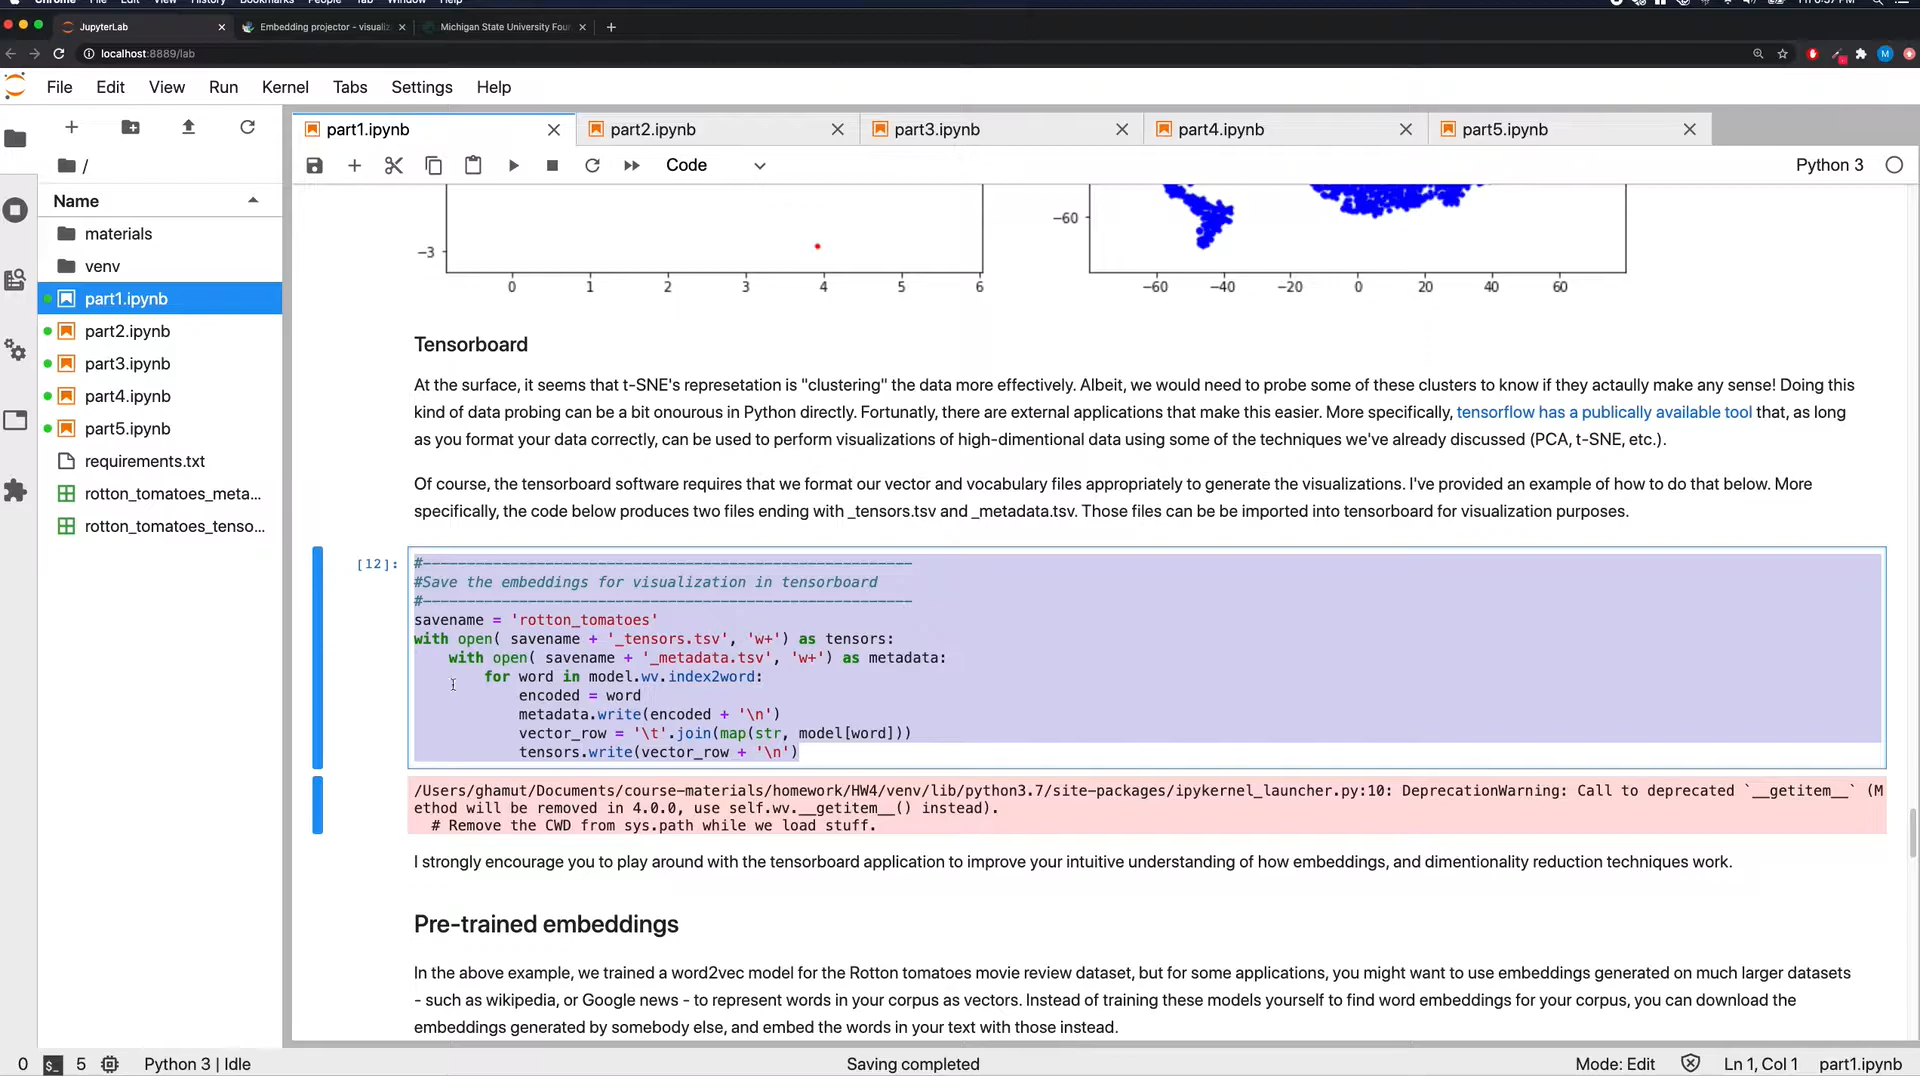 Chrome File Edit View History Bookmarks People Tab Window Help
JupyterLab
Embedding projector - visualiz
Michigan State University Foun
localhost:8889/lab
M
File Edit View Run Kernel Tabs Settings Help
part1.ipynb
part2.ipynb
part3.ipynb
part4.ipynb
part5.ipynb
Code
Python 3
/
Name
materials
venv
part1.ipynb
part2.ipynb
part3.ipynb
part4.ipynb
part5.ipynb
requirements.txt
rotton_tomatoes_meta...
rotton_tomatoes_tenso...
−3
0 1 2 3 4 5 6
−60
−60 −40 −20 0 20 40 60
Tensorboard
At the surface, it seems that t-SNE's represetation is "clustering" the data more effectively. Albeit, we would need to probe some of these clusters to know if they actaully make any sense! Doing this
kind of data probing can be a bit onourous in Python directly. Fortunatly, there are external applications that make this easier. More specifically, tensorflow has a publically available tool that, as long
as you format your data correctly, can be used to perform visualizations of high-dimentional data using some of the techniques we've already discussed (PCA, t-SNE, etc.).
Of course, the tensorboard software requires that we format our vector and vocabulary files appropriately to generate the visualizations. I've provided an example of how to do that below. More
specifically, the code below produces two files ending with _tensors.tsv and _metadata.tsv. Those files can be be imported into tensorboard for visualization purposes.
[12]:
#---------------------------------------------------------
#Save the embeddings for visualization in tensorboard
#---------------------------------------------------------
savename = 'rotton_tomatoes'
with open( savename + '_tensors.tsv', 'w+') as tensors:
with open( savename + '_metadata.tsv', 'w+') as metadata:
for word in model.wv.index2word:
encoded = word
metadata.write(encoded + '\n')
vector_row = '\t'.join(map(str, model[word]))
tensors.write(vector_row + '\n')
/Users/ghamut/Documents/course-materials/homework/HW4/venv/lib/python3.7/site-packages/ipykernel_launcher.py:10: DeprecationWarning: Call to deprecated `__getitem__` (M
ethod will be removed in 4.0.0, use self.wv.__getitem__() instead).
# Remove the CWD from sys.path while we load stuff.
I strongly encourage you to play around with the tensorboard application to improve your intuitive understanding of how embeddings, and dimentionality reduction techniques work.
Pre-trained embeddings
In the above example, we trained a word2vec model for the Rotton tomatoes movie review dataset, but for some applications, you might want to use embeddings generated on much larger datasets
- such as wikipedia, or Google news - to represent words in your corpus as vectors. Instead of training these models yourself to find word embeddings for your corpus, you can download the
embeddings generated by somebody else, and embed the words in your text with those instead.
0 $_ 5 Python 3 | Idle Saving completed Mode: Edit Ln 1, Col 1 part1.ipynb